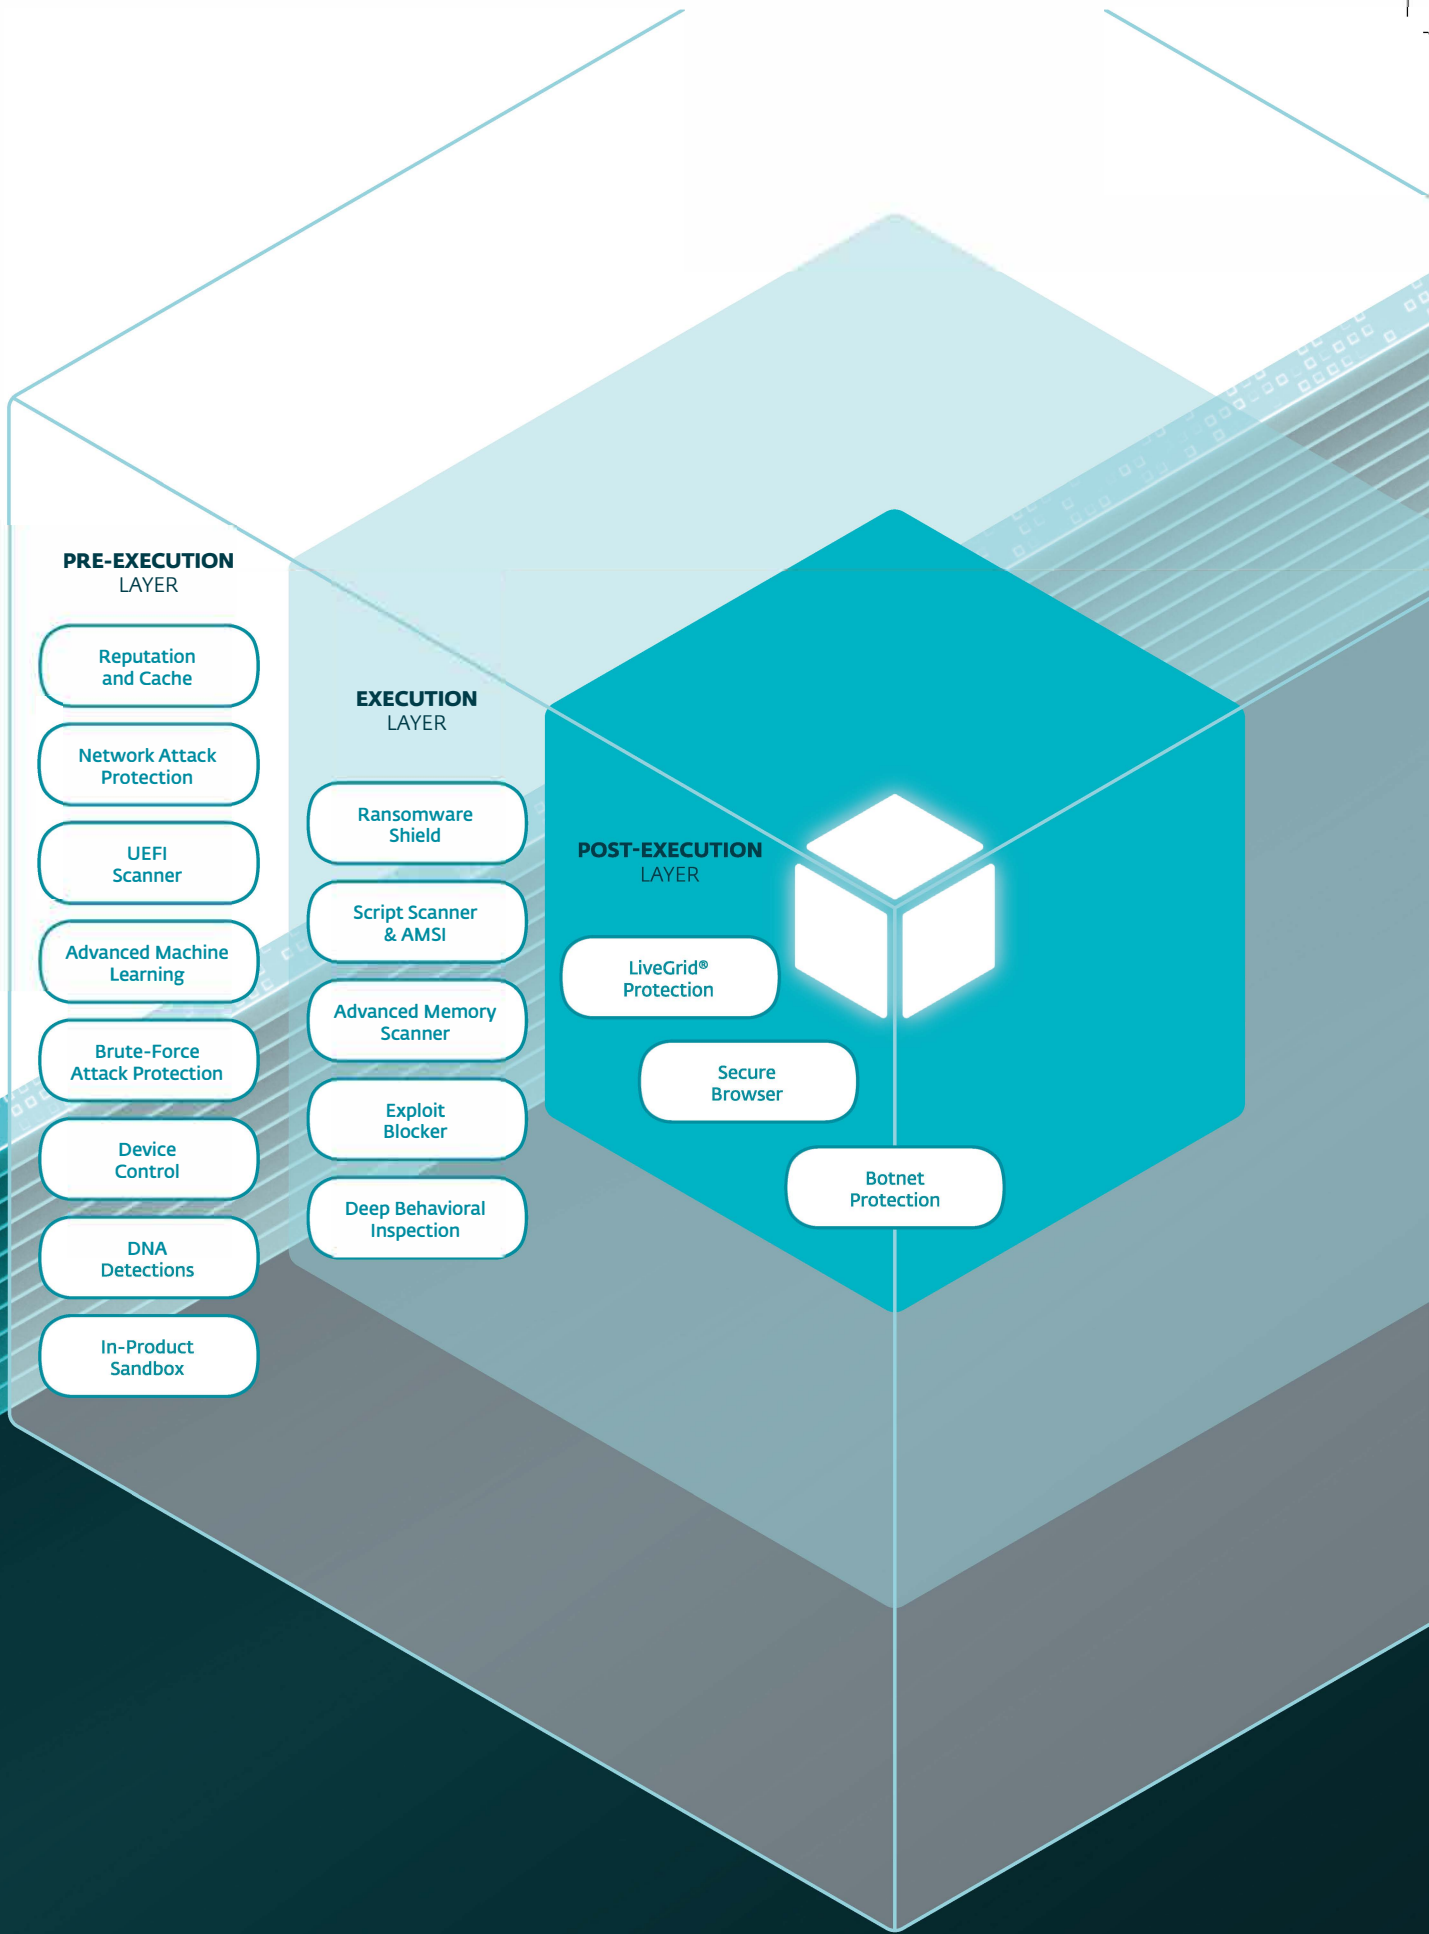 PRE-EXECUTION
LAYER
Reputation
and Cache
Network Attack
Protection
UEFI
Scanner
Advanced Machine
Learning
Brute-Force
Attack Protection
Device
Control
DNA
Detections
In-Product
Sandbox
EXECUTION
LAYER
Ransomware
Shield
Script Scanner
& AMSI
Advanced Memory
Scanner
Exploit
Blocker
Deep Behavioral
Inspection
POST-EXECUTION
LAYER
LiveGrid®
Protection
Secure
Browser
Botnet
Protection